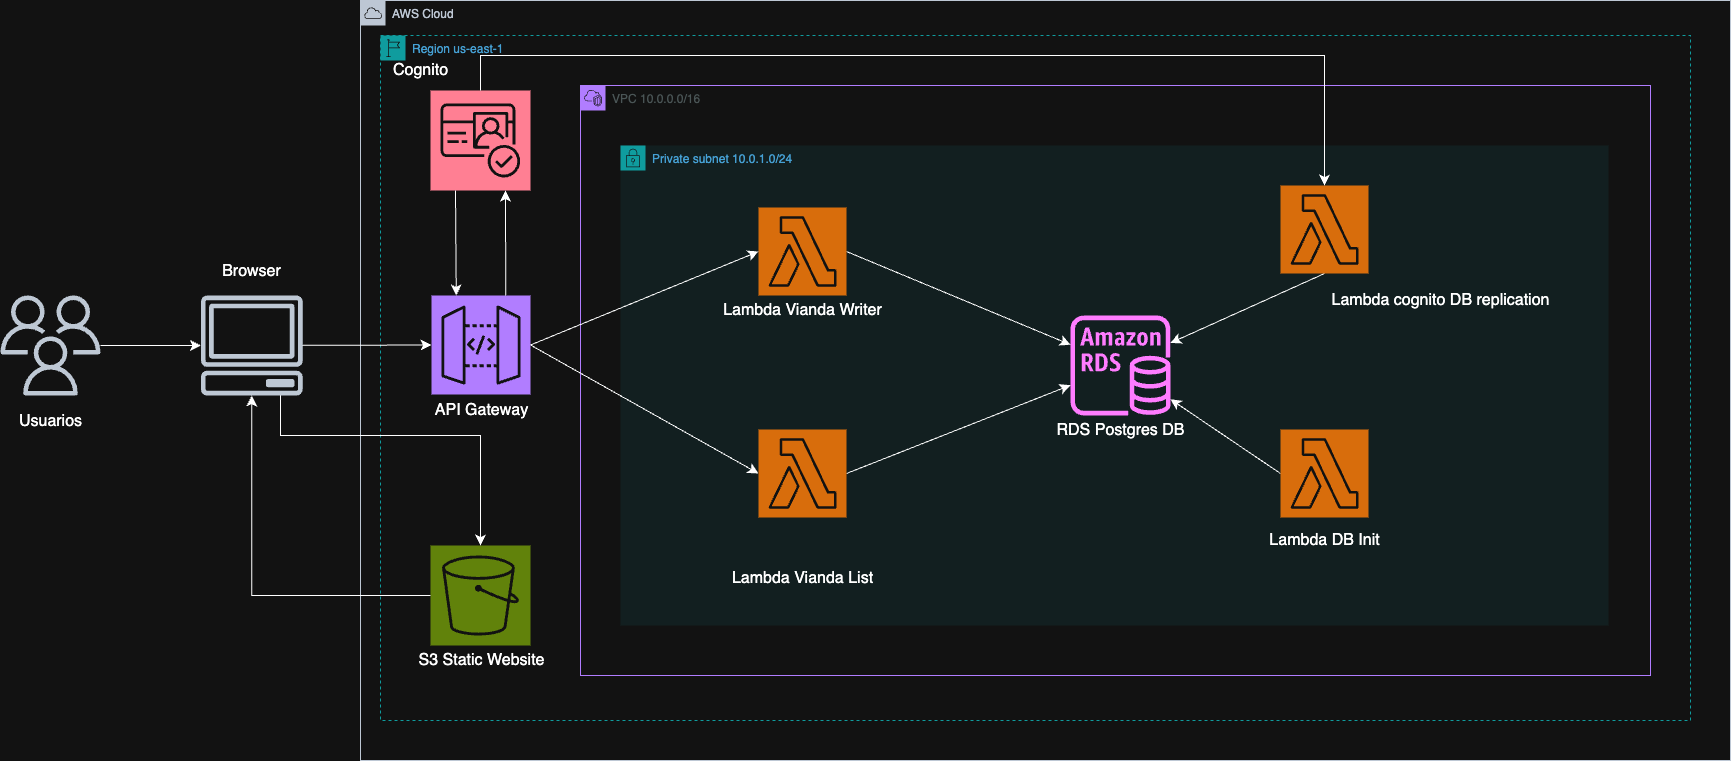 AWS Cloud
Region us-east-1
Cognito
VPC 10.0.0.0/16
Private subnet 10.0.1.0/24
Browser
Lambda Vianda Writer
Lambda cognito DB replication
Amazon
RDS
Usuarios
API Gateway
RDS Postgres DB
Lambda DB Init
Lambda Vianda List
S3 Static Website